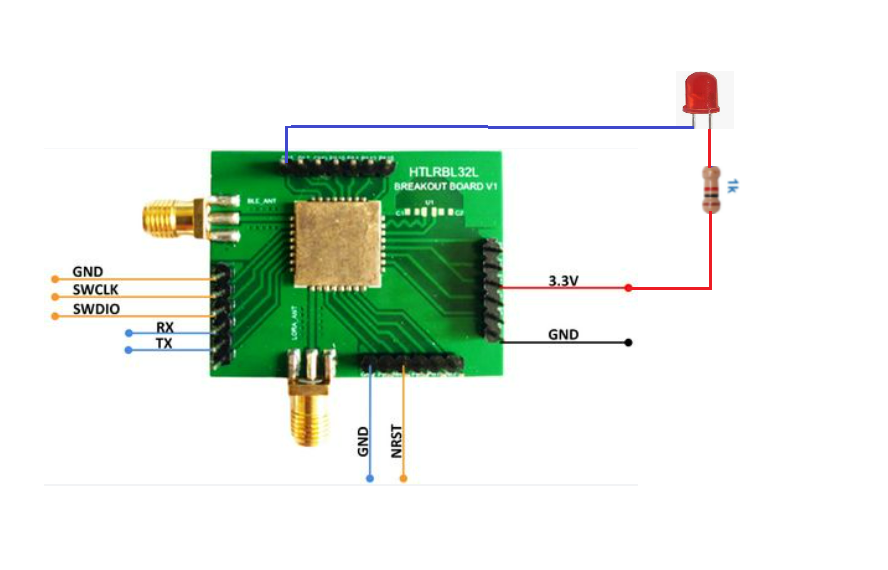 HTLRBL32L
BREAKOUT BOARD V1
1k
BLE_ANT
U1
C1
C2
GND
SWCLK
SWDIO
RX
TX
3.3V
GND
LORA_ANT
GND
NRST